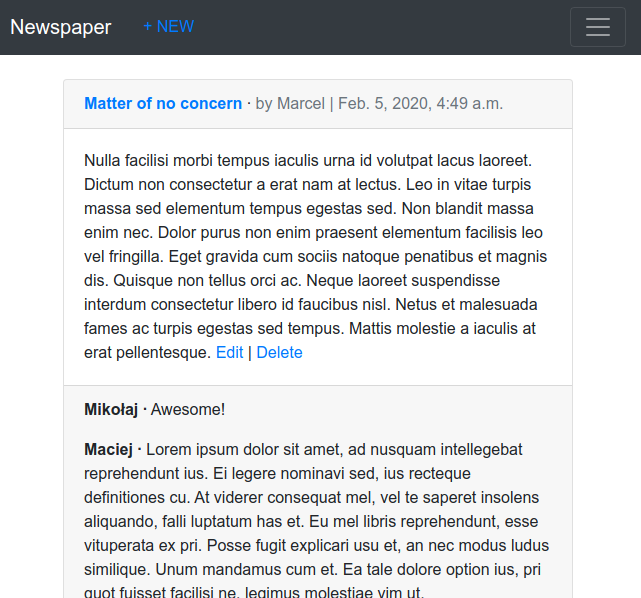 Newspaper + NEW
Matter of no concern · by Marcel | Feb. 5, 2020, 4:49 a.m.
Nulla facilisi morbi tempus iaculis urna id volutpat lacus laoreet.
Dictum non consectetur a erat nam at lectus. Leo in vitae turpis
massa sed elementum tempus egestas sed. Non blandit massa
enim nec. Dolor purus non enim praesent elementum facilisis leo
vel fringilla. Eget gravida cum sociis natoque penatibus et magnis
dis. Quisque non tellus orci ac. Neque laoreet suspendisse
interdum consectetur libero id faucibus nisl. Netus et malesuada
fames ac turpis egestas sed tempus. Mattis molestie a iaculis at
erat pellentesque. Edit | Delete
Mikołaj · Awesome!
Maciej · Lorem ipsum dolor sit amet, ad nusquam intellegebat
reprehendunt ius. Ei legere nominavi sed, ius recteque
definitiones cu. At viderer consequat mel, vel te saperet insolens
aliquando, falli luptatum has et. Eu mel libris reprehendunt, esse
vituperata ex pri. Posse fugit explicari usu et, an nec modus ludus
similique. Unum mandamus cum et. Ea tale dolore option ius, pri
quot fuisset facilisi ne, legimus molestiae vim ut.